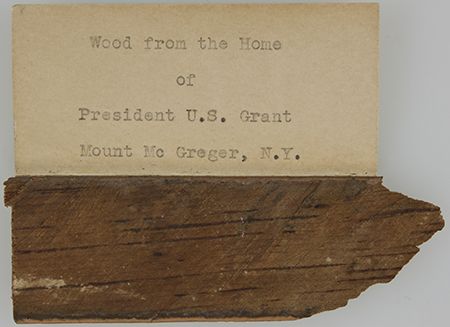 Wood from the Home
of
President U.S. Grant
Mount Mc Greger, N.Y.